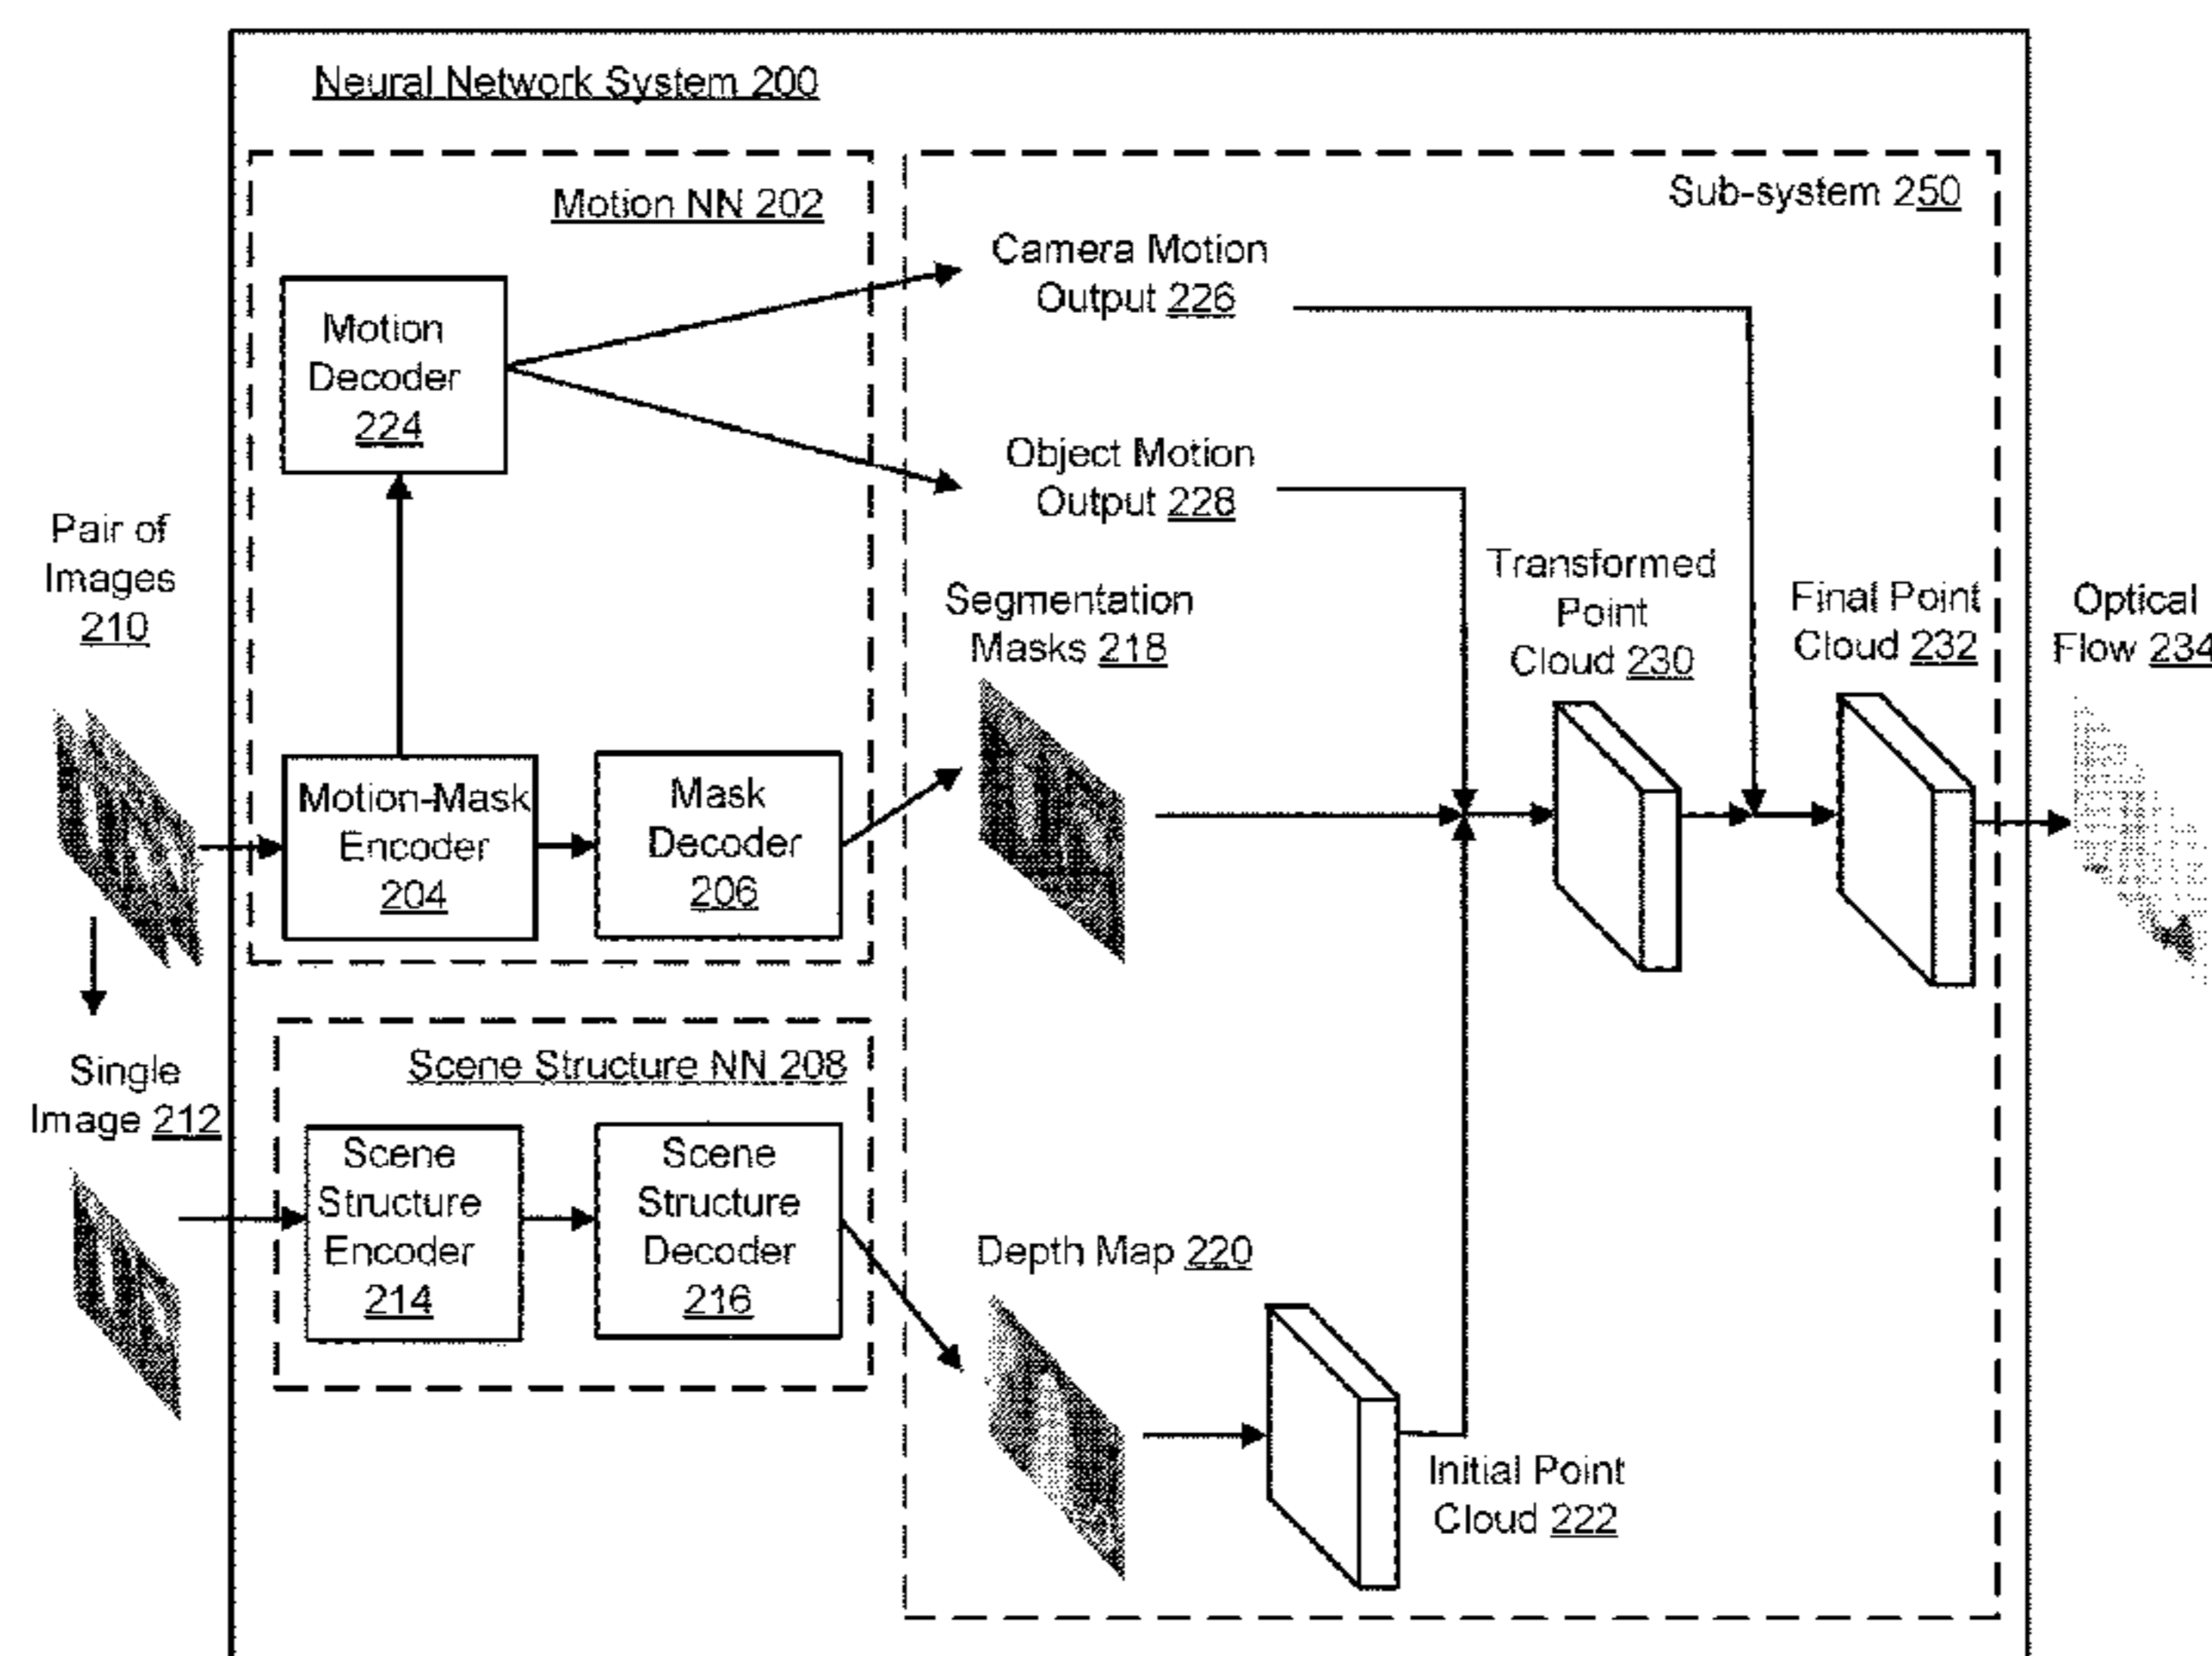 Neural Network System 200
Motion NN 202
Sub-system 250
Camera Motion
Output 226
Motion
Decoder
224
Object Motion
Output 228
Pair of
Images
210
Segmentation
Masks 218
Transformed
Point
Cloud 230
Final Point
Cloud 232
Optical
Flow 234
Motion-Mask
Encoder
204
Mask
Decoder
206
Single
Image 212
Scene Structure NN 208
Scene
Structure
Encoder
214
Scene
Structure
Decoder
216
Depth Map 220
Initial Point
Cloud 222